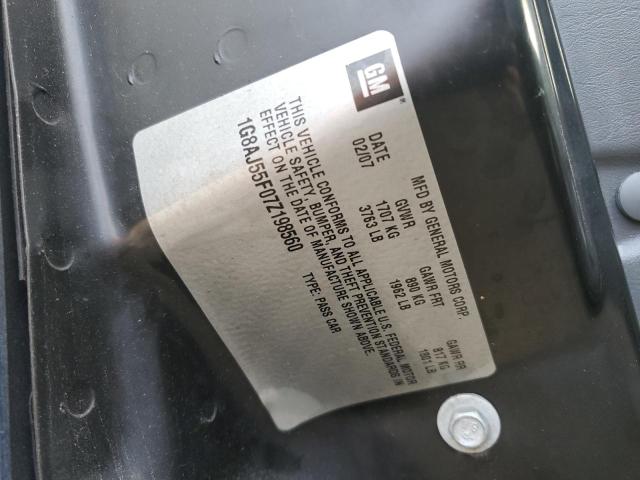 GM
MFD BY GENERAL MOTORS CORP.
DATE GVWR GAWR FRT GAWR RR
02/07 1707 KG 890 KG 817 KG
3763 LB 1962 LB 1801 LB
THIS VEHICLE CONFORMS TO ALL APPLICABLE U.S. FEDERAL MOTOR
VEHICLE SAFETY, BUMPER, AND THEFT PREVENTION STANDARDS IN
EFFECT ON THE DATE OF MANUFACTURE SHOWN ABOVE.
1G8AJ55F07Z198560 TYPE: PASS CAR